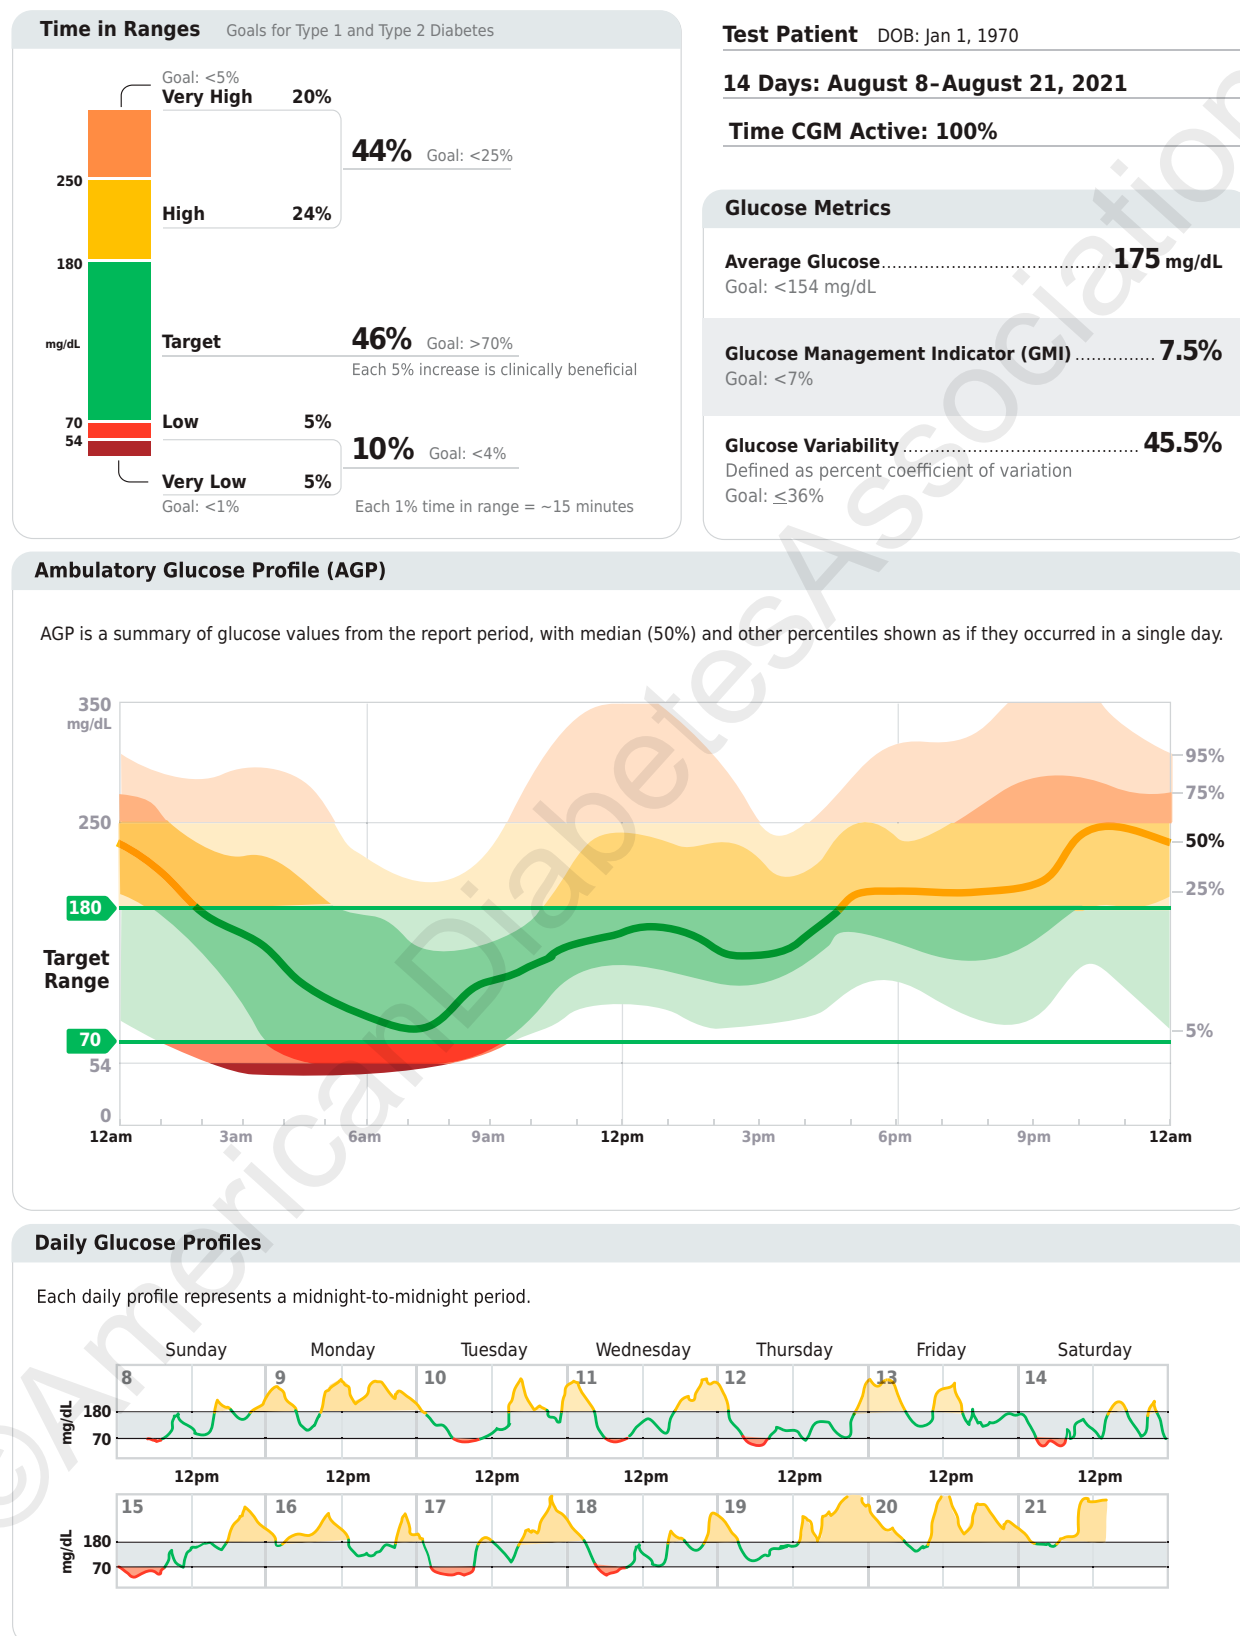 Time in Ranges Goals for Type 1 and Type 2 Diabetes
Goal: <5%
Very High 20%
44% Goal: <25%
250
High 24%
180
mg/dL
Target 46% Goal: >70%
Each 5% increase is clinically beneficial
70
Low 5%
54
10% Goal: <4%
Very Low 5%
Goal: <1%
Each 1% time in range = ~15 minutes
Test Patient DOB: Jan 1, 1970
14 Days: August 8–August 21, 2021
Time CGM Active: 100%
Glucose Metrics
Average Glucose......................................175 mg/dL
Goal: <154 mg/dL
Glucose Management Indicator (GMI)...............7.5%
Goal: <7%
Glucose Variability.......................................45.5%
Defined as percent coefficient of variation
Goal: ≤36%
Ambulatory Glucose Profile (AGP)
AGP is a summary of glucose values from the report period, with median (50%) and other percentiles shown as if they occurred in a single day.
350
mg/dL
95%
75%
250
50%
25%
180
Target
Range
5%
70
54
0
12am 3am 6am 9am 12pm 3pm 6pm 9pm 12am
Daily Glucose Profiles
Each daily profile represents a midnight-to-midnight period.
Sunday Monday Tuesday Wednesday Thursday Friday Saturday
8 9 10 11 12 13 14
mg/dL
180
70
12pm 12pm 12pm 12pm 12pm 12pm 12pm
15 16 17 18 19 20 21
mg/dL
180
70
©AmericanDiabetesAssociation